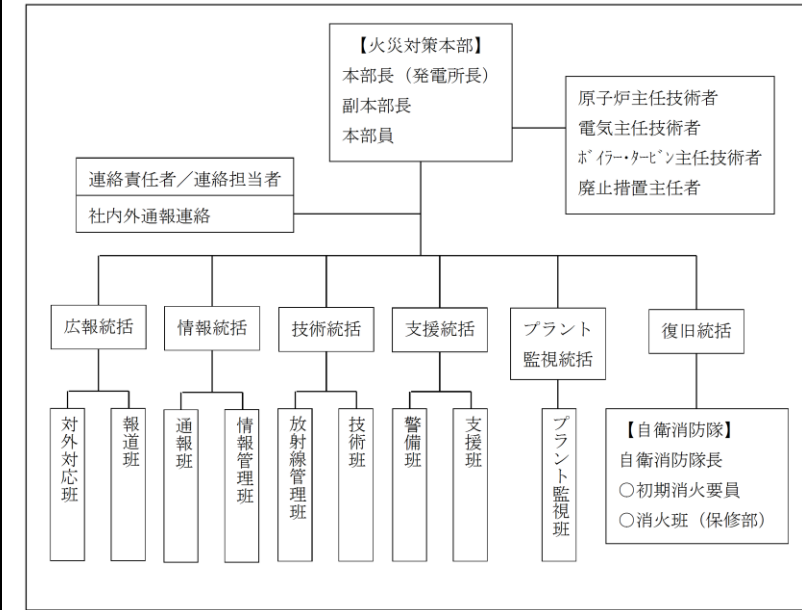 【火災対策本部】
本部長（発電所長）
副本部長
本部員
原子炉主任技術者
電気主任技術者
ﾎﾞｲﾗｰ・ﾀｰﾋﾞﾝ主任技術者
廃止措置主任者
連絡責任者／連絡担当者
社内外通報連絡
広報統括
情報統括
技術統括
支援統括
プラント
監視統括
復旧統括
対外対応班
報道班
通報班
情報管理班
放射線管理班
技術班
警備班
支援班
プラント監視班
【自衛消防隊】
自衛消防隊長
○初期消火要員
○消火班（保修部）